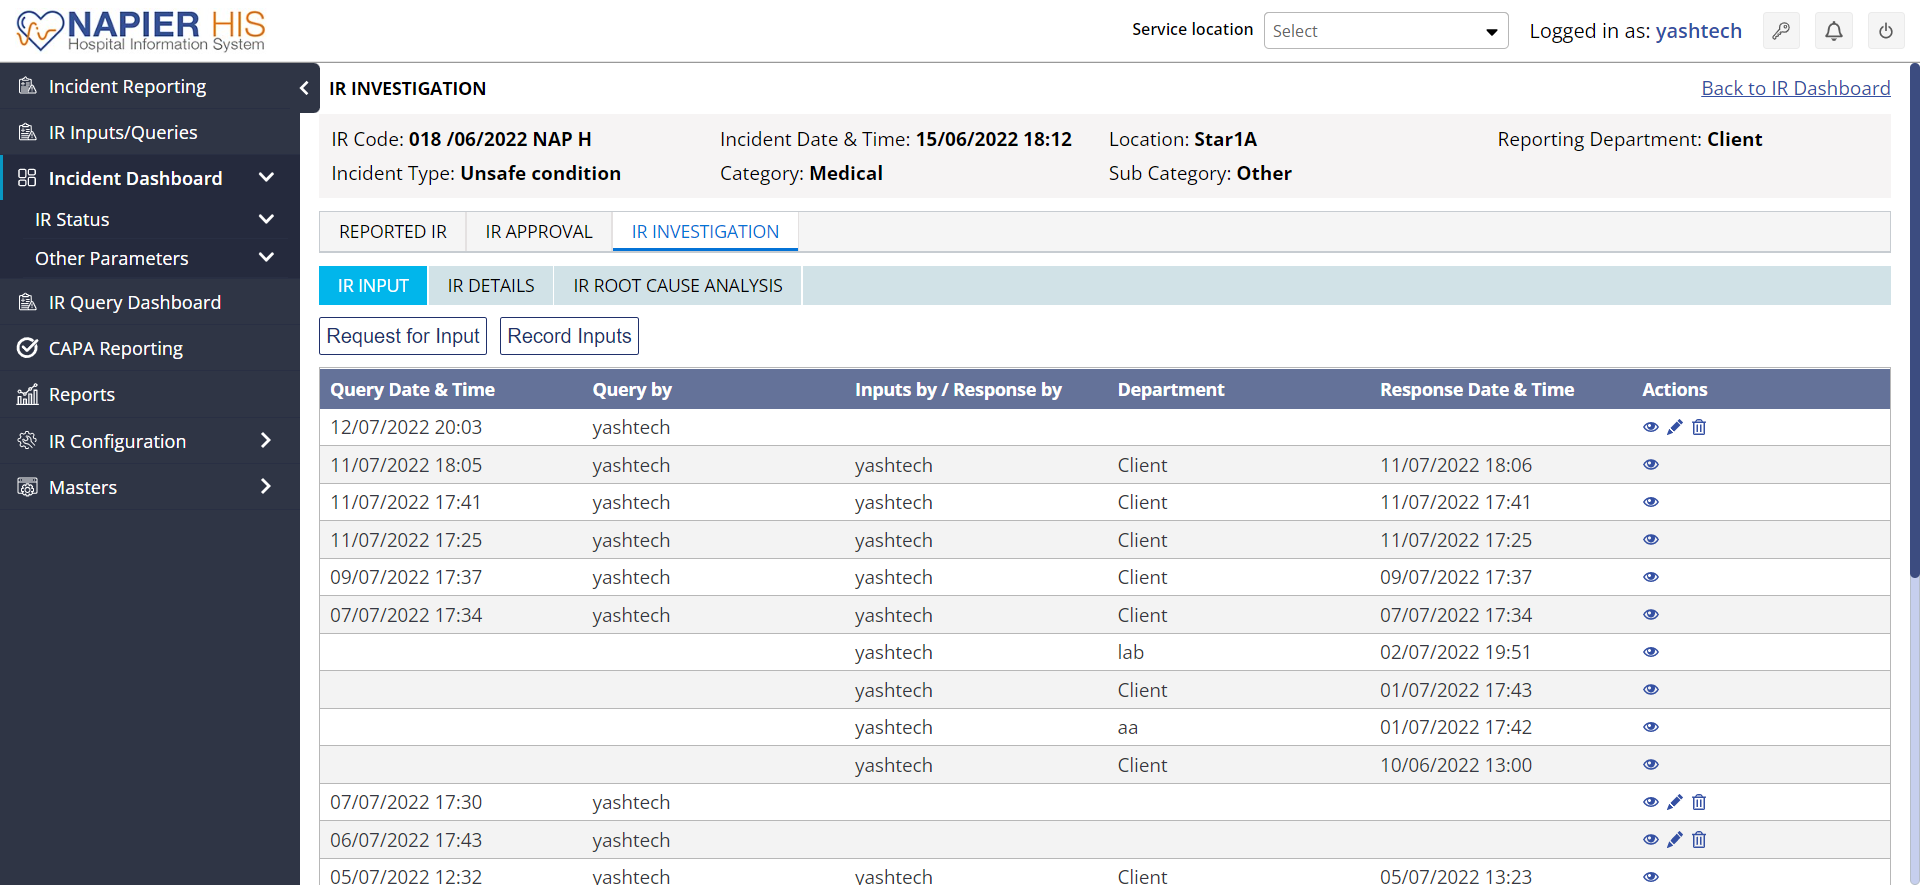 NAPIER HIS
Hospital Information System
Service location Select Logged in as: yashtech
Incident Reporting
IR Inputs/Queries
Incident Dashboard
IR Status
Other Parameters
IR Query Dashboard
CAPA Reporting
Reports
IR Configuration
Masters
IR INVESTIGATION Back to IR Dashboard
IR Code: 018 /06/2022 NAP H Incident Date & Time: 15/06/2022 18:12 Location: Star1A Reporting Department: Client
Incident Type: Unsafe condition Category: Medical Sub Category: Other
REPORTED IR IR APPROVAL IR INVESTIGATION
IR INPUT IR DETAILS IR ROOT CAUSE ANALYSIS
Request for Input Record Inputs
Query Date & Time Query by Inputs by / Response by Department Response Date & Time Actions
12/07/2022 20:03 yashtech
11/07/2022 18:05 yashtech yashtech Client 11/07/2022 18:06
11/07/2022 17:41 yashtech yashtech Client 11/07/2022 17:41
11/07/2022 17:25 yashtech yashtech Client 11/07/2022 17:25
09/07/2022 17:37 yashtech yashtech Client 09/07/2022 17:37
07/07/2022 17:34 yashtech yashtech Client 07/07/2022 17:34
yashtech lab 02/07/2022 19:51
yashtech Client 01/07/2022 17:43
yashtech aa 01/07/2022 17:42
yashtech Client 10/06/2022 13:00
07/07/2022 17:30 yashtech
06/07/2022 17:43 yashtech
05/07/2022 12:32 yashtech yashtech Client 05/07/2022 13:23